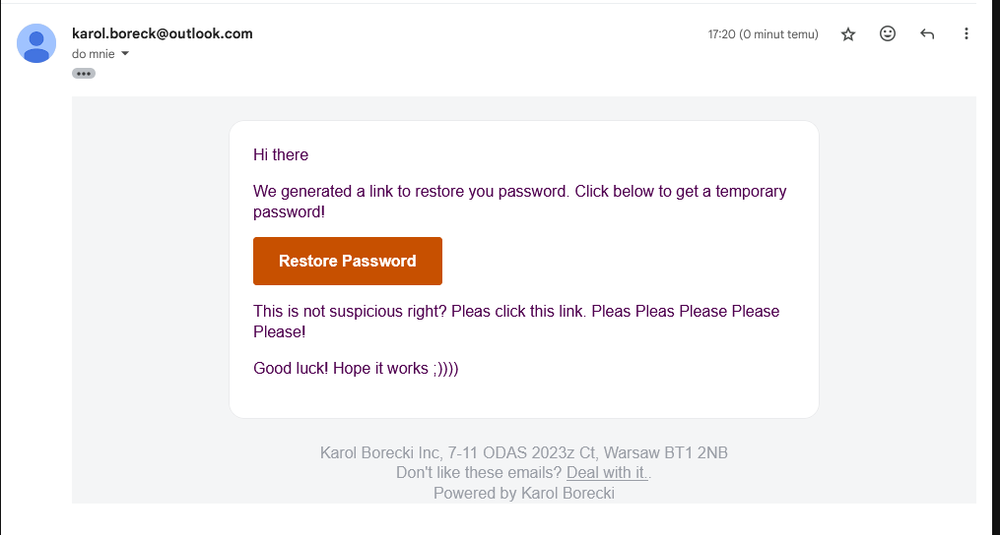 karol.boreck@outlook.com
17:20 (0 minut temu)
do mnie
Hi there
We generated a link to restore you password. Click below to get a temporary
password!
Restore Password
This is not suspicious right? Pleas click this link. Pleas Pleas Please Please
Please!
Good luck! Hope it works ;))))
Karol Borecki Inc, 7-11 ODAS 2023z Ct, Warsaw BT1 2NB
Don't like these emails? Deal with it..
Powered by Karol Borecki